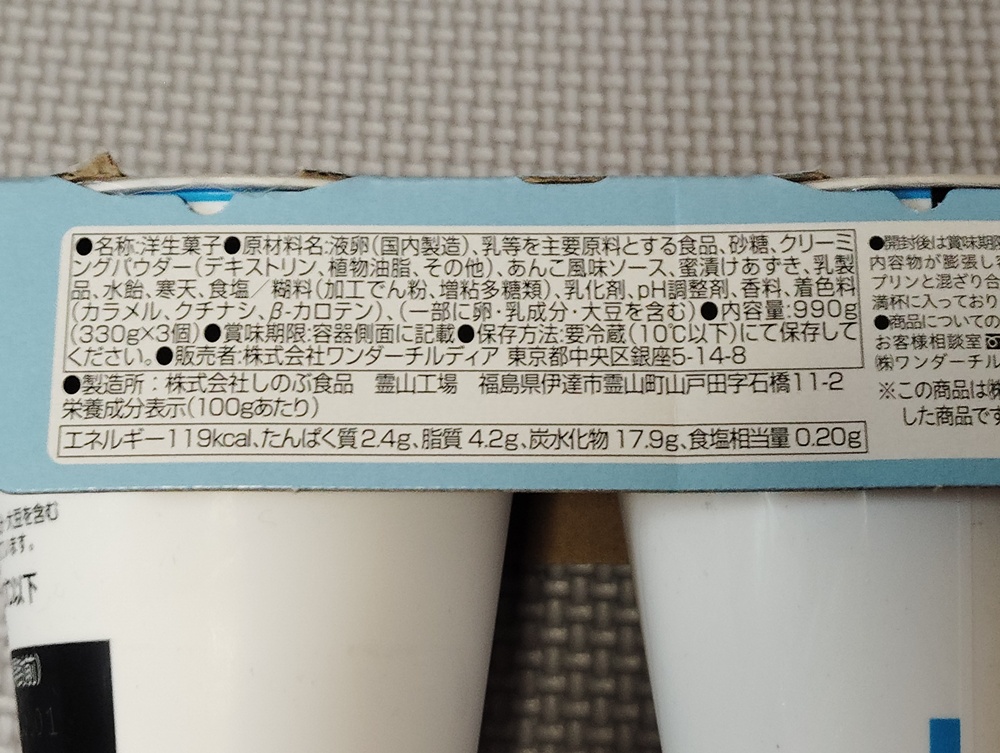 ●名称:洋生菓子●原材料名:液卵(国内製造)、乳等を主要原料とする食品、砂糖、クリーミ
ングパウダー(デキストリン、植物油脂、その他)、あんこ風味ソース、蜜漬けあずき、乳製
品、水飴、寒天、食塩／糊料(加工でん粉、増粘多糖類)、乳化剤、pH調整剤、香料、着色料
(カラメル、クチナシ、β-カロテン)、(一部に卵・乳成分・大豆を含む)●内容量:990g
(330g×3個)●賞味期限:容器側面に記載●保存方法:要冷蔵(10℃以下)にて保存して
ください。●販売者:株式会社ワンダーチルディア 東京都中央区銀座5-14-8
●製造所：株式会社しのぶ食品 霊山工場 福島県伊達市霊山町山戸田字石橋11-2
栄養成分表示(100gあたり)
エネルギー119kcal、たんぱく質2.4g、脂質4.2g、炭水化物17.9g、食塩相当量0.20g
●開封後は賞味期限
内容物が膨張し
プリンと混ざり合
満杯に入っており
●商品についての
お客様相談室
㈱ワンダーチル
※この商品は㈱
した商品です
大豆を含む
ます。
以下